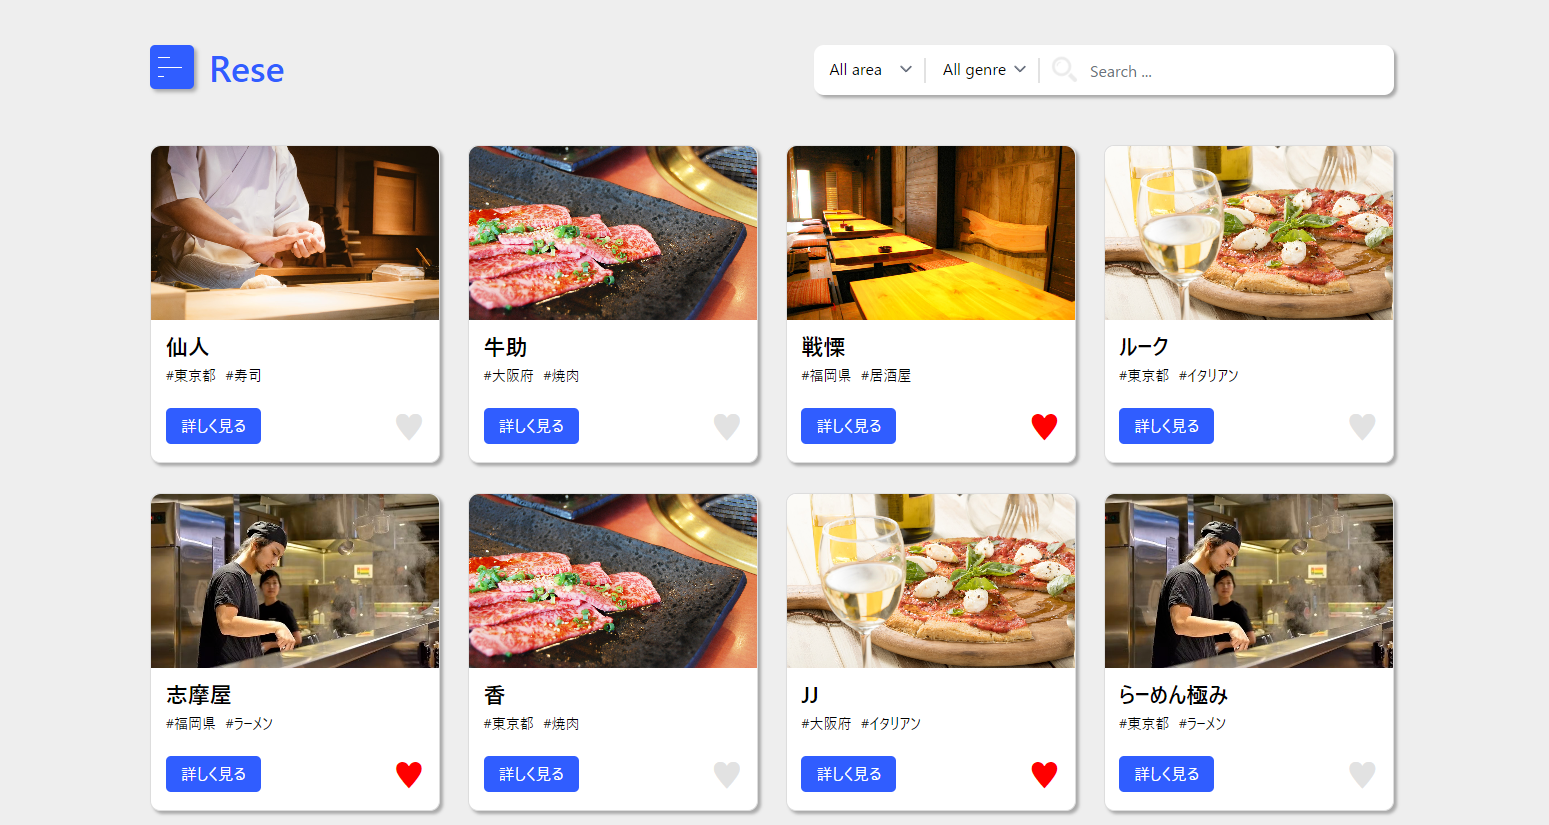 Rese
All area
All genre
Search ...
仙人
#東京都 #寿司
詳しく見る
牛助
#大阪府 #焼肉
詳しく見る
戦慄
#福岡県 #居酒屋
詳しく見る
ルーク
#東京都 #イタリアン
詳しく見る
志摩屋
#福岡県 #ラーメン
詳しく見る
香
#東京都 #焼肉
詳しく見る
JJ
#大阪府 #イタリアン
詳しく見る
らーめん極み
#東京都 #ラーメン
詳しく見る